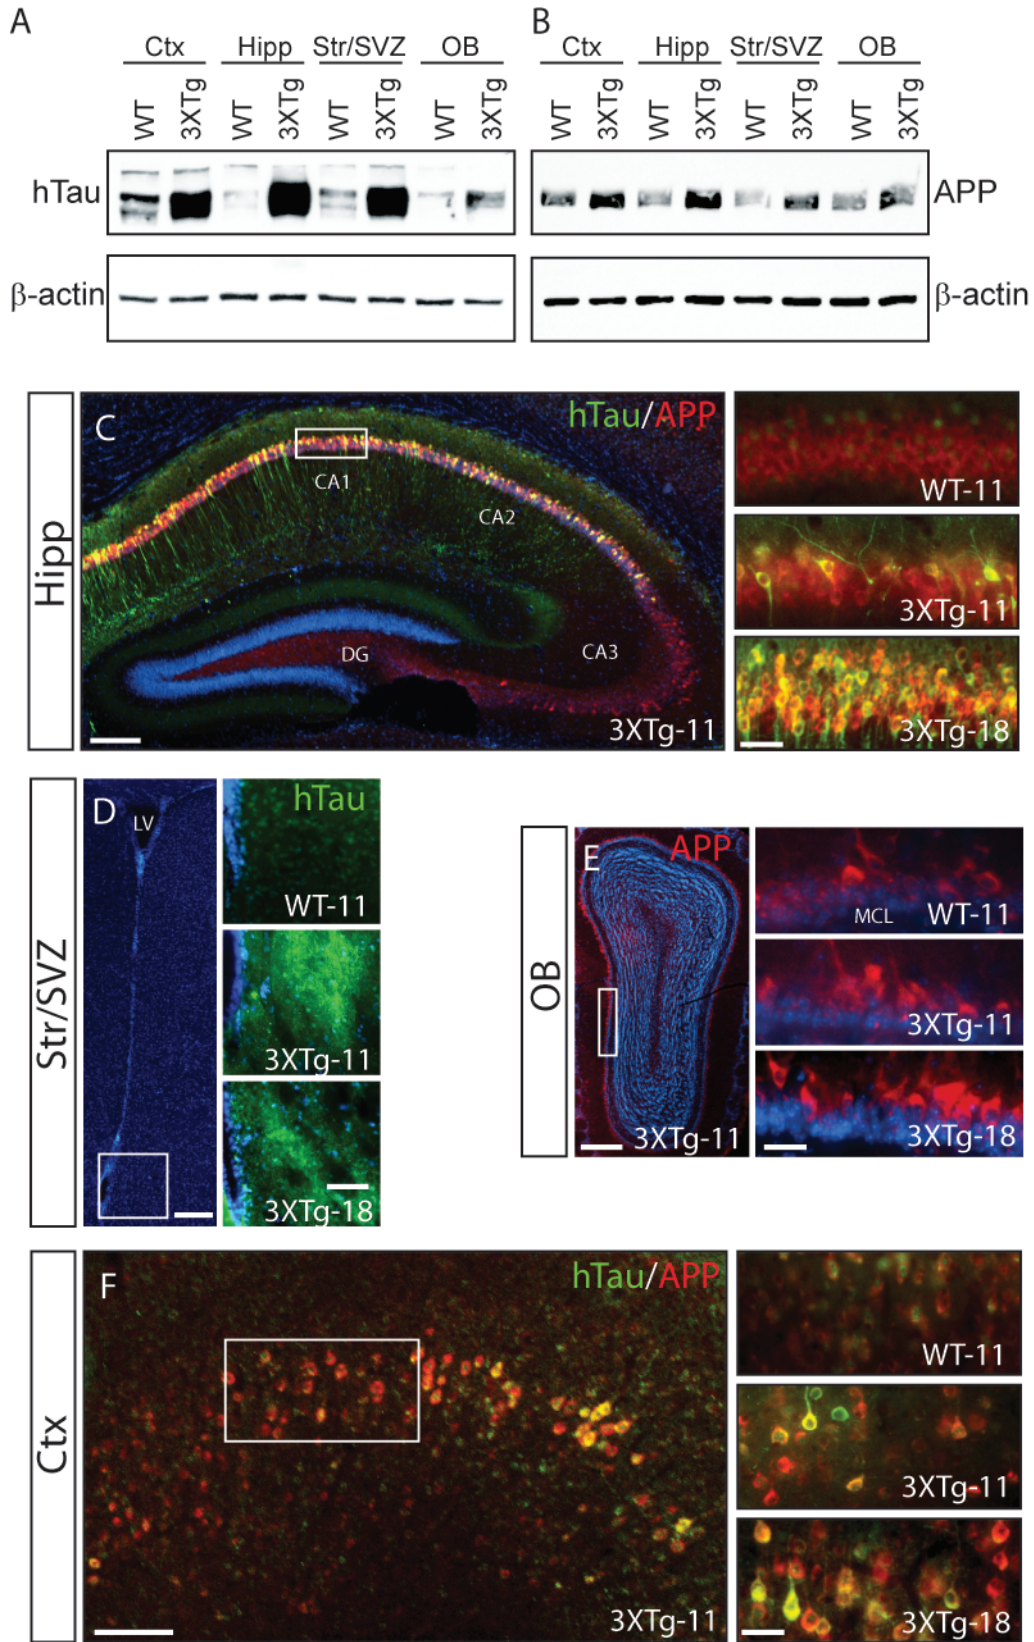 A
Ctx Hipp Str/SVZ OB
WT 3XTg WT 3XTg WT 3XTg WT 3XTg
hTau
β-actin
B
Ctx Hipp Str/SVZ OB
WT 3XTg WT 3XTg WT 3XTg WT 3XTg
APP
β-actin
Hipp
C
hTau/APP
CA1
CA2
CA3
DG
3XTg-11
WT-11
3XTg-11
3XTg-18
Str/SVZ
D
LV
hTau
WT-11
3XTg-11
3XTg-18
OB
E
APP
3XTg-11
MCL
WT-11
3XTg-11
3XTg-18
Ctx
F
hTau/APP
3XTg-11
WT-11
3XTg-11
3XTg-18